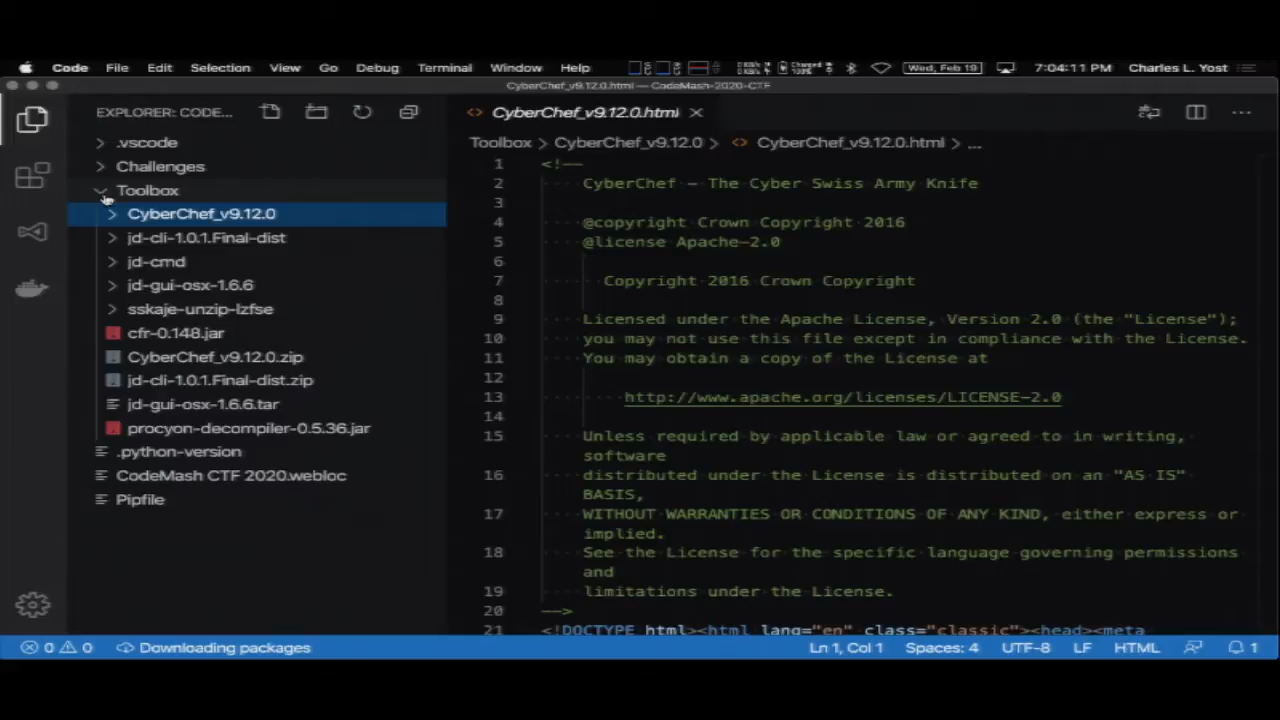 Code File Edit Selection View Go Debug Terminal Window Help Wed, Feb 19 7:04:11 PM Charles L. Yost
CyberChef_v9.12.0.html — CodeMash-2020-CTF
EXPLORER: CODE...
CyberChef_v9.12.0.html
.vscode
Challenges
Toolbox
CyberChef_v9.12.0
jd-cli-1.0.1.Final-dist
jd-cmd
jd-gui-osx-1.6.6
sskaje-unzip-lzfse
cfr-0.148.jar
CyberChef_v9.12.0.zip
jd-cli-1.0.1.Final-dist.zip
jd-gui-osx-1.6.6.tar
procyon-decompiler-0.5.36.jar
.python-version
CodeMash CTF 2020.webloc
Pipfile
Toolbox > CyberChef_v9.12.0 > <> CyberChef_v9.12.0.html > ...
1 <!--
2 CyberChef - The Cyber Swiss Army Knife
3
4 @copyright Crown Copyright 2016
5 @license Apache-2.0
6
7 Copyright 2016 Crown Copyright
8
9 Licensed under the Apache License, Version 2.0 (the "License");
10 you may not use this file except in compliance with the License.
11 You may obtain a copy of the License at
12
13 http://www.apache.org/licenses/LICENSE-2.0
14
15 Unless required by applicable law or agreed to in writing,
software
16 distributed under the License is distributed on an "AS IS"
BASIS,
17 WITHOUT WARRANTIES OR CONDITIONS OF ANY KIND, either express or
implied.
18 See the License for the specific language governing permissions
and
19 limitations under the License.
20 -->
21 <!DOCTYPE html><html lang="en" class="classic"><head><meta
0 0 Downloading packages Ln 1, Col 1 Spaces: 4 UTF-8 LF HTML 1